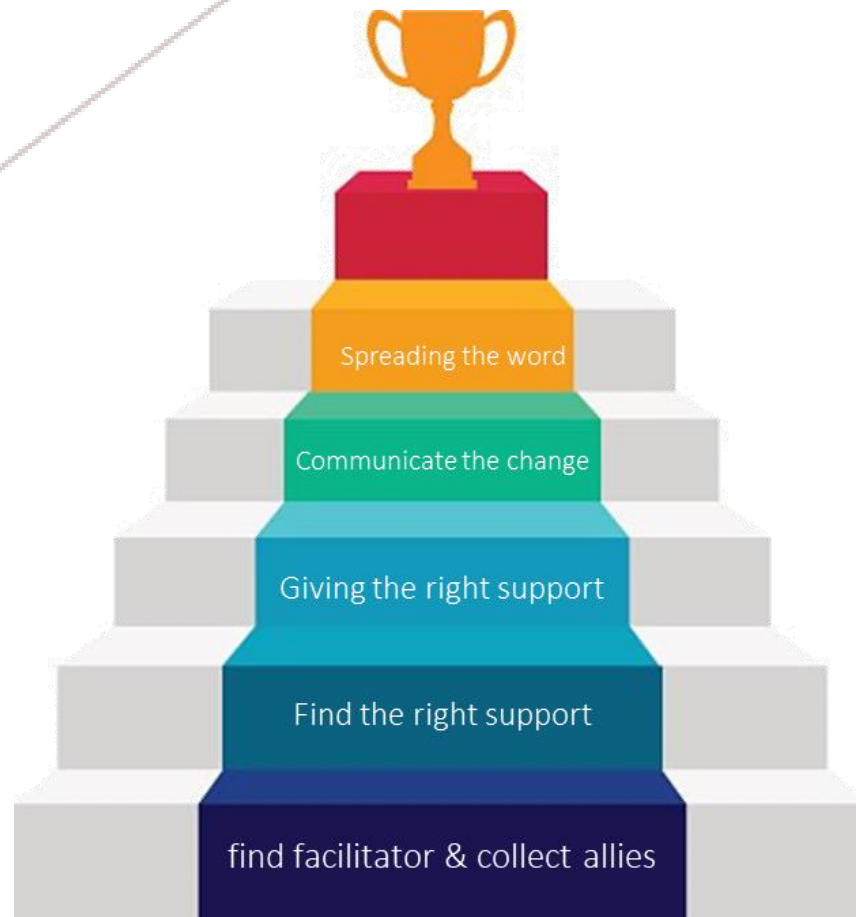 Spreading the word
Communicate the change
Giving the right support
Find the right support
find facilitator & collect allies